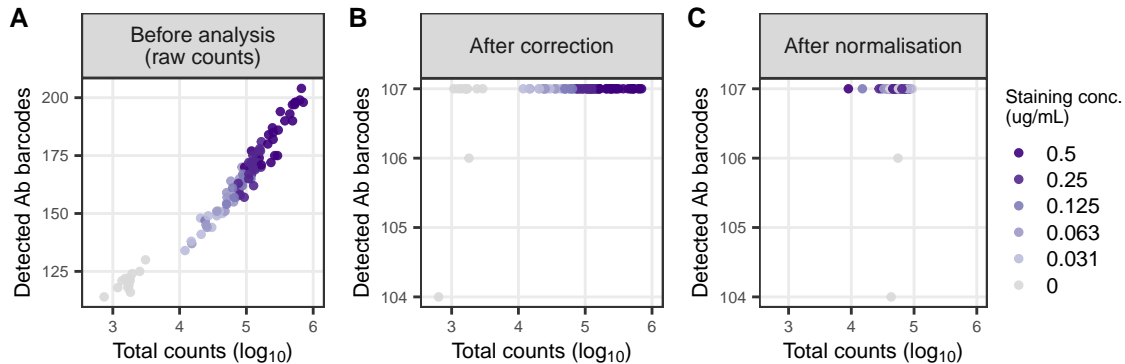 A
Before analysis
(raw counts)
Detected Ab barcodes
200
175
150
125
3 4 5 6
Total counts (log10)
B
After correction
Detected Ab barcodes
107
106
105
104
3 4 5 6
Total counts (log10)
C
After normalisation
Detected Ab barcodes
107
106
105
104
3 4 5 6
Total counts (log10)
Staining conc.
(ug/mL)
0.5
0.25
0.125
0.063
0.031
0